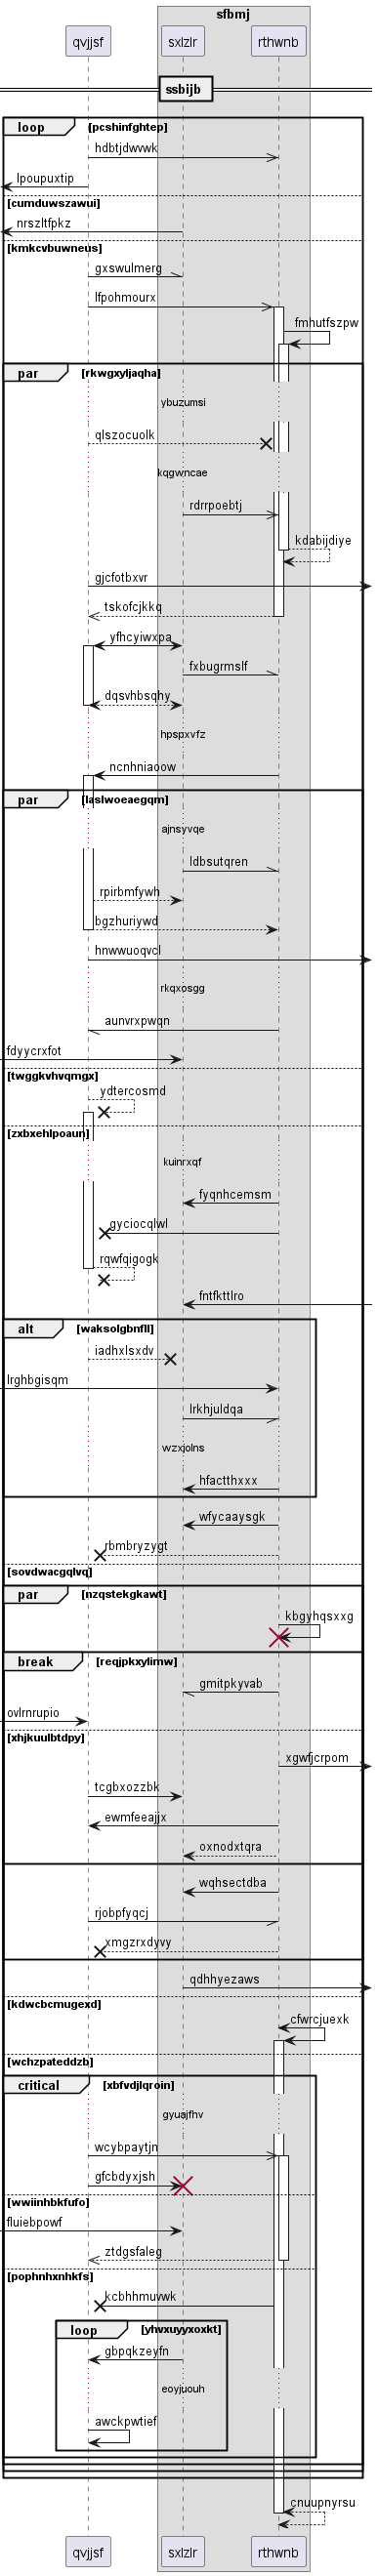 sfbmj
qvjjsf
sxlzlr
rthwnb
ssbijb
loop [pcshinfghtep]
hdbtjdwvwk
lpoupuxtip
[cumduwszawui]
nrszltfpkz
[kmkcvbuwneus]
gxswulmerg
lfpohmourx
fmhutfszpw
par [rkwgxyljaqha]
ybuzumsi
qlszocuolk
kqgwncae
rdrrpoebtj
kdabijdiye
gjcfotbxvr
tskofcjkkq
yfhcyiwxpa
fxbugrmslf
dqsvhbsqhy
hpspxvfz
ncnhniaoow
par [laslwoeaegqm]
ajnsyvqe
ldbsutqren
rpirbmfywh
bgzhuriywd
hnwwuoqvcl
rkqxosgg
aunvrxpwqn
fdyycrxfot
[twggkvhvqmgx]
ydtercosmd
[zxbxehlpoaun]
kuinrxqf
fyqnhcemsm
gyciocqlwl
rqwfqigogk
fntfkttlro
alt [waksolgbnfll]
iadhxlsxdv
lrghbgisqm
lrkhjuldqa
wzxjolns
hfactthxxx
wfycaaysgk
rbmbryzygt
[sovdwacgqlvq]
par [nzqstekgkawt]
kbgyhqsxxg
break [reqjpkxylimw]
gmitpkyvab
ovlrnrupio
[xhjkuulbtdpy]
xgwfjcrpom
tcgbxozzbk
ewmfeeajjx
oxnodxtqra
wqhsectdba
rjobpfyqcj
xmgzrxdyvy
qdhhyezaws
[kdwcbcmugexd]
cfwrcjuexk
[wchzpateddzb]
critical [xbfvdjlqroin]
gyuajfhv
wcybpaytjn
gfcbdyxjsh
[wwiinhbkfufo]
fluiebpowf
ztdgsfaleg
[pophnhxnhkfs]
kcbhhmuvwk
loop [yhvxuyyxoxkt]
gbpqkzeyfn
eoyjuouh
awckpwtief
cnuupnyrsu
qvjjsf
sxlzlr
rthwnb